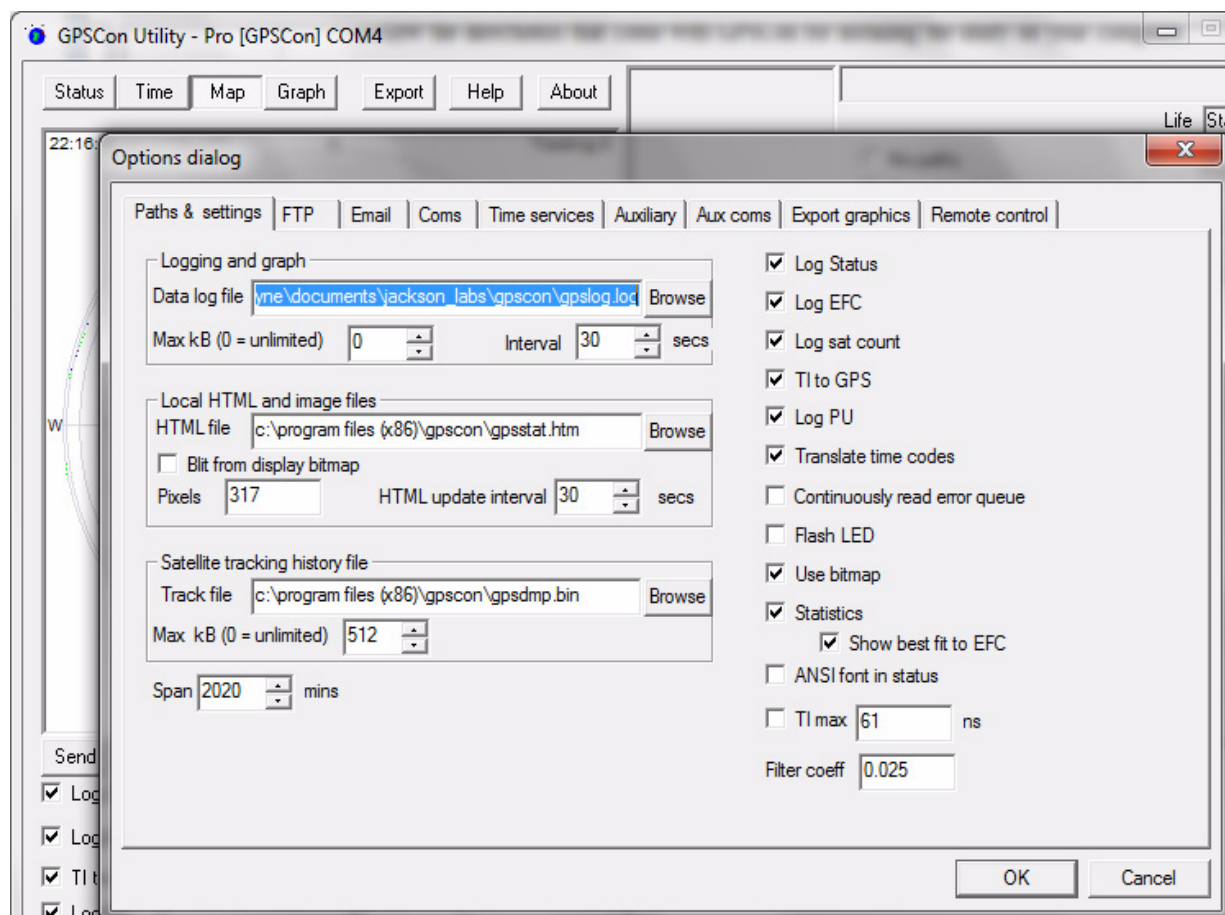 GPSCon Utility - Pro [GPSCon] COM4
Status Time Map Graph Export Help About
Life Sta
22:16:
Options dialog
Paths & settings FTP Email Coms Time services Auxiliary Aux coms Export graphics Remote control
Logging and graph
Data log file yne\documents\jackson_labs\gpscon\gpslog.log Browse
Max kB (0 = unlimited) 0 Interval 30 secs
Local HTML and image files
HTML file c:\program files (x86)\gpscon\gpsstat.htm Browse
Blit from display bitmap
Pixels 317 HTML update interval 30 secs
Satellite tracking history file
Track file c:\program files (x86)\gpscon\gpsdmp.bin Browse
Max kB (0 = unlimited) 512
Span 2020 mins
Log Status
Log EFC
Log sat count
TI to GPS
Log PU
Translate time codes
Continuously read error queue
Flash LED
Use bitmap
Statistics
Show best fit to EFC
ANSI font in status
TI max 61 ns
Filter coeff 0.025
W
Send
Log
Log
TI t
Log
OK Cancel